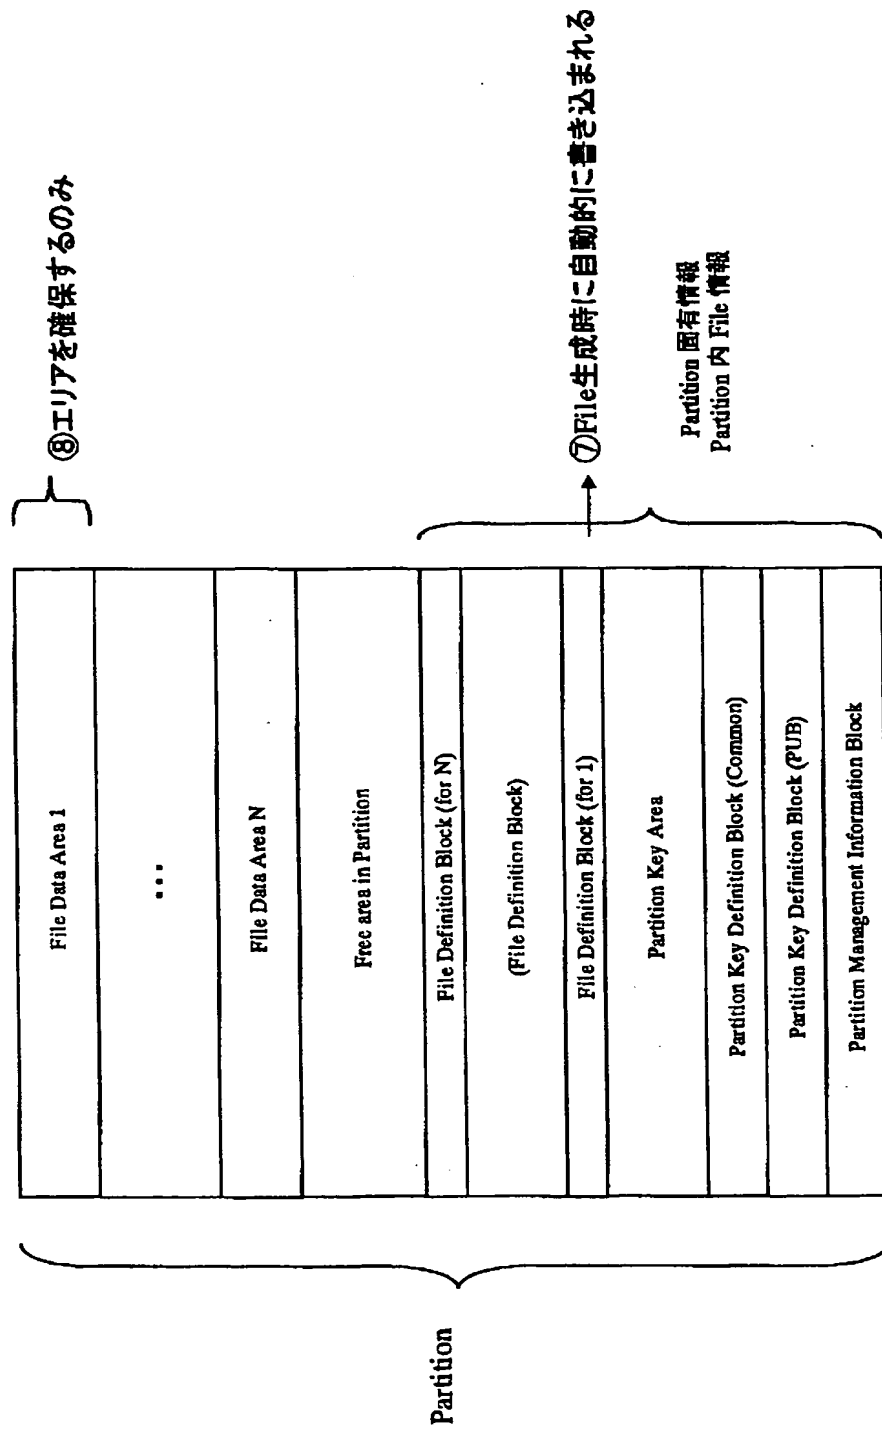 Partition
File Data Area 1
...
File Data Area N
Free area in Partition
File Definition Block (for N)
(File Definition Block)
File Definition Block (for 1)
Partition Key Area
Partition Key Definition Block (Common)
Partition Key Definition Block (PUB)
Partition Management Information Block
⑧エリアを確保するのみ
⑦File生成時に自動的に書き込まれる
Partition 固有情報
Partition 内 File 情報